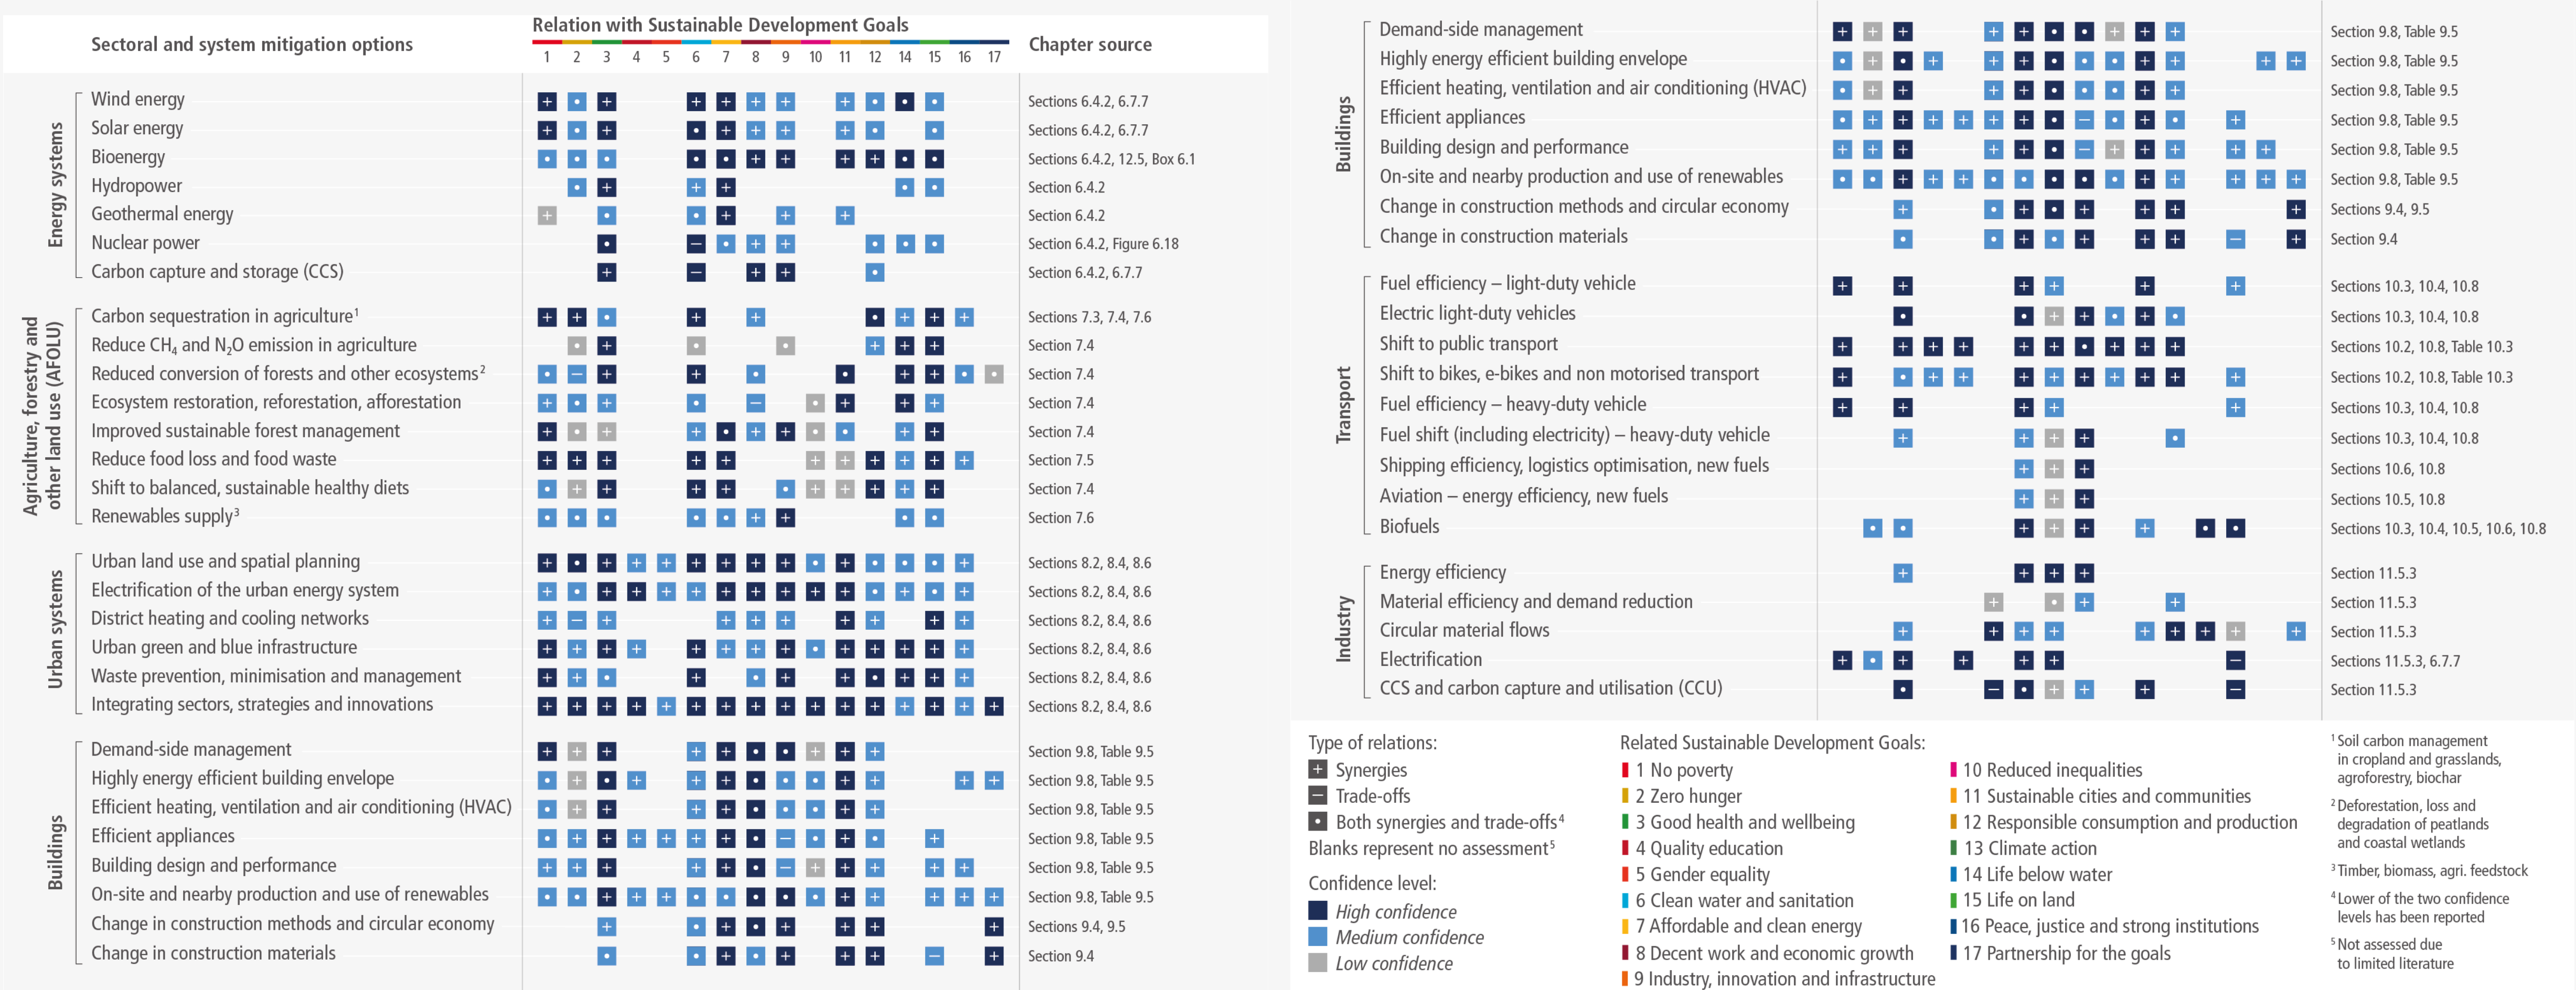 Relation with Sustainable Development Goals
Sectoral and system mitigation options
Chapter source
1 2 3 4 5 6 7 8 9 10 11 12 14 15 16 17
Energy systems
Wind energy Sections 6.4.2, 6.7.7
Solar energy Sections 6.4.2, 6.7.7
Bioenergy Sections 6.4.2, 12.5, Box 6.1
Hydropower Section 6.4.2
Geothermal energy Section 6.4.2
Nuclear power Section 6.4.2, Figure 6.18
Carbon capture and storage (CCS) Section 6.4.2, 6.7.7
Agriculture, forestry and
other land use (AFOLU)
Carbon sequestration in agriculture¹ Sections 7.3, 7.4, 7.6
Reduce CH₄ and N₂O emission in agriculture Section 7.4
Reduced conversion of forests and other ecosystems² Section 7.4
Ecosystem restoration, reforestation, afforestation Section 7.4
Improved sustainable forest management Section 7.4
Reduce food loss and food waste Section 7.5
Shift to balanced, sustainable healthy diets Section 7.4
Renewables supply³ Section 7.6
Urban systems
Urban land use and spatial planning Sections 8.2, 8.4, 8.6
Electrification of the urban energy system Sections 8.2, 8.4, 8.6
District heating and cooling networks Sections 8.2, 8.4, 8.6
Urban green and blue infrastructure Sections 8.2, 8.4, 8.6
Waste prevention, minimisation and management Sections 8.2, 8.4, 8.6
Integrating sectors, strategies and innovations Sections 8.2, 8.4, 8.6
Buildings
Demand-side management Section 9.8, Table 9.5
Highly energy efficient building envelope Section 9.8, Table 9.5
Efficient heating, ventilation and air conditioning (HVAC) Section 9.8, Table 9.5
Efficient appliances Section 9.8, Table 9.5
Building design and performance Section 9.8, Table 9.5
On-site and nearby production and use of renewables Section 9.8, Table 9.5
Change in construction methods and circular economy Sections 9.4, 9.5
Change in construction materials Section 9.4
Buildings
Demand-side management Section 9.8, Table 9.5
Highly energy efficient building envelope Section 9.8, Table 9.5
Efficient heating, ventilation and air conditioning (HVAC) Section 9.8, Table 9.5
Efficient appliances Section 9.8, Table 9.5
Building design and performance Section 9.8, Table 9.5
On-site and nearby production and use of renewables Section 9.8, Table 9.5
Change in construction methods and circular economy Sections 9.4, 9.5
Change in construction materials Section 9.4
Transport
Fuel efficiency – light-duty vehicle Sections 10.3, 10.4, 10.8
Electric light-duty vehicles Sections 10.3, 10.4, 10.8
Shift to public transport Sections 10.2, 10.8, Table 10.3
Shift to bikes, e-bikes and non motorised transport Sections 10.2, 10.8, Table 10.3
Fuel efficiency – heavy-duty vehicle Sections 10.3, 10.4, 10.8
Fuel shift (including electricity) – heavy-duty vehicle Sections 10.3, 10.4, 10.8
Shipping efficiency, logistics optimisation, new fuels Sections 10.6, 10.8
Aviation – energy efficiency, new fuels Sections 10.5, 10.8
Biofuels Sections 10.3, 10.4, 10.5, 10.6, 10.8
Industry
Energy efficiency Section 11.5.3
Material efficiency and demand reduction Section 11.5.3
Circular material flows Section 11.5.3
Electrification Sections 11.5.3, 6.7.7
CCS and carbon capture and utilisation (CCU) Section 11.5.3
Type of relations:
Synergies
Trade-offs
Both synergies and trade-offs⁴
Blanks represent no assessment⁵
Confidence level:
High confidence
Medium confidence
Low confidence
Related Sustainable Development Goals:
1 No poverty
2 Zero hunger
3 Good health and wellbeing
4 Quality education
5 Gender equality
6 Clean water and sanitation
7 Affordable and clean energy
8 Decent work and economic growth
9 Industry, innovation and infrastructure
10 Reduced inequalities
11 Sustainable cities and communities
12 Responsible consumption and production
13 Climate action
14 Life below water
15 Life on land
16 Peace, justice and strong institutions
17 Partnership for the goals
¹ Soil carbon management
in cropland and grasslands,
agroforestry, biochar
² Deforestation, loss and
degradation of peatlands
and coastal wetlands
³ Timber, biomass, agri. feedstock
⁴ Lower of the two confidence
levels has been reported
⁵ Not assessed due
to limited literature